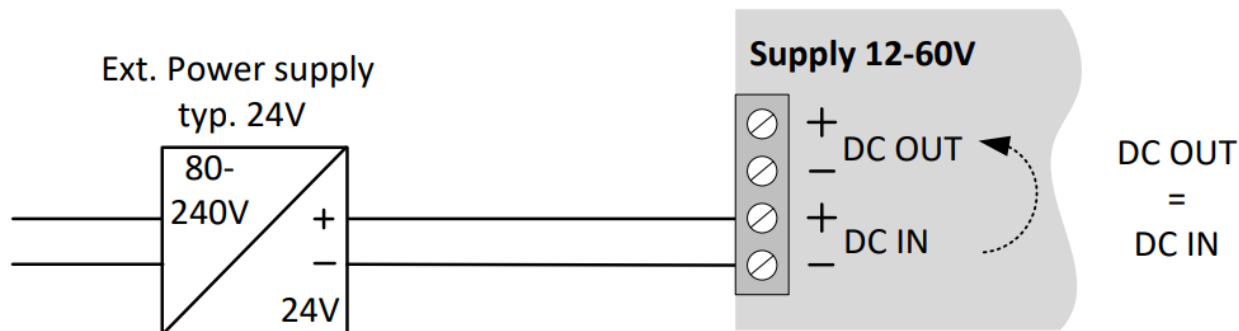 Ext. Power supply
typ. 24V
80-
240V
+
−
24V
Supply 12-60V
+
DC OUT
−
+
DC IN
−
DC OUT
=
DC IN